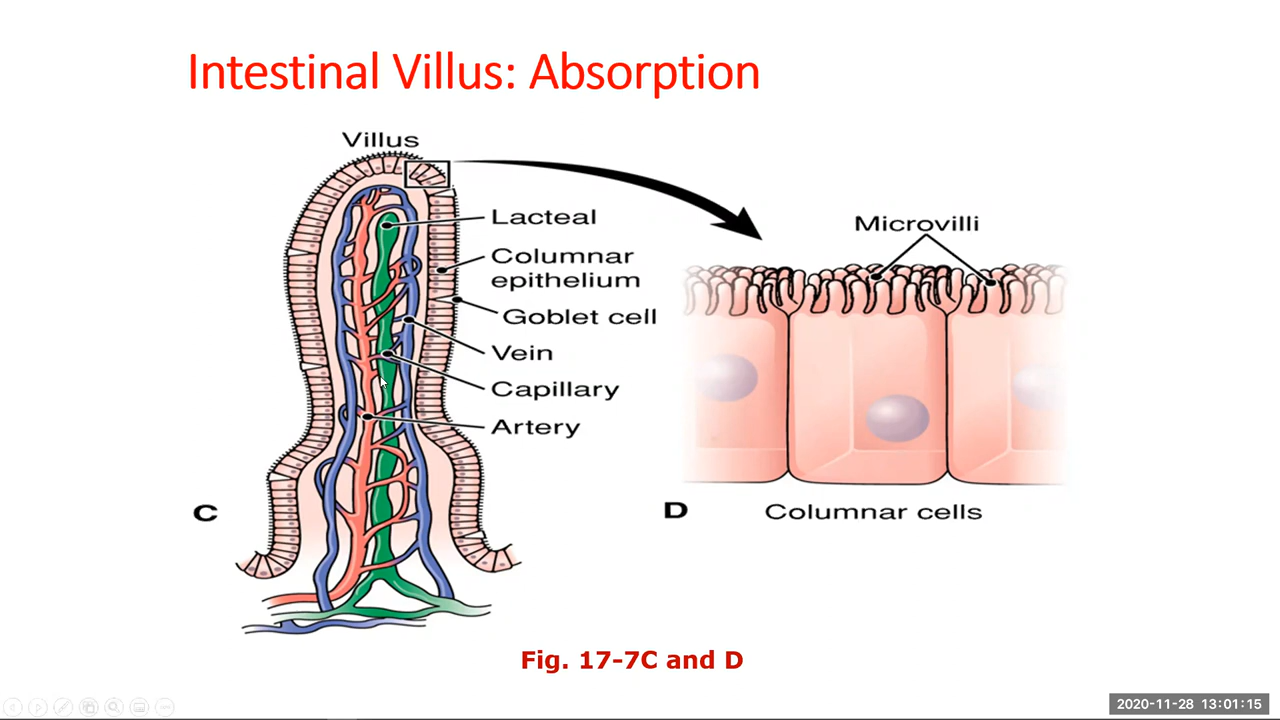 Intestinal Villus: Absorption
Villus
Lacteal
Columnar
epithelium
Goblet cell
Vein
Capillary
Artery
C
Microvilli
D
Columnar cells
Fig. 17-7C and D
2020-11-28 13:01:15